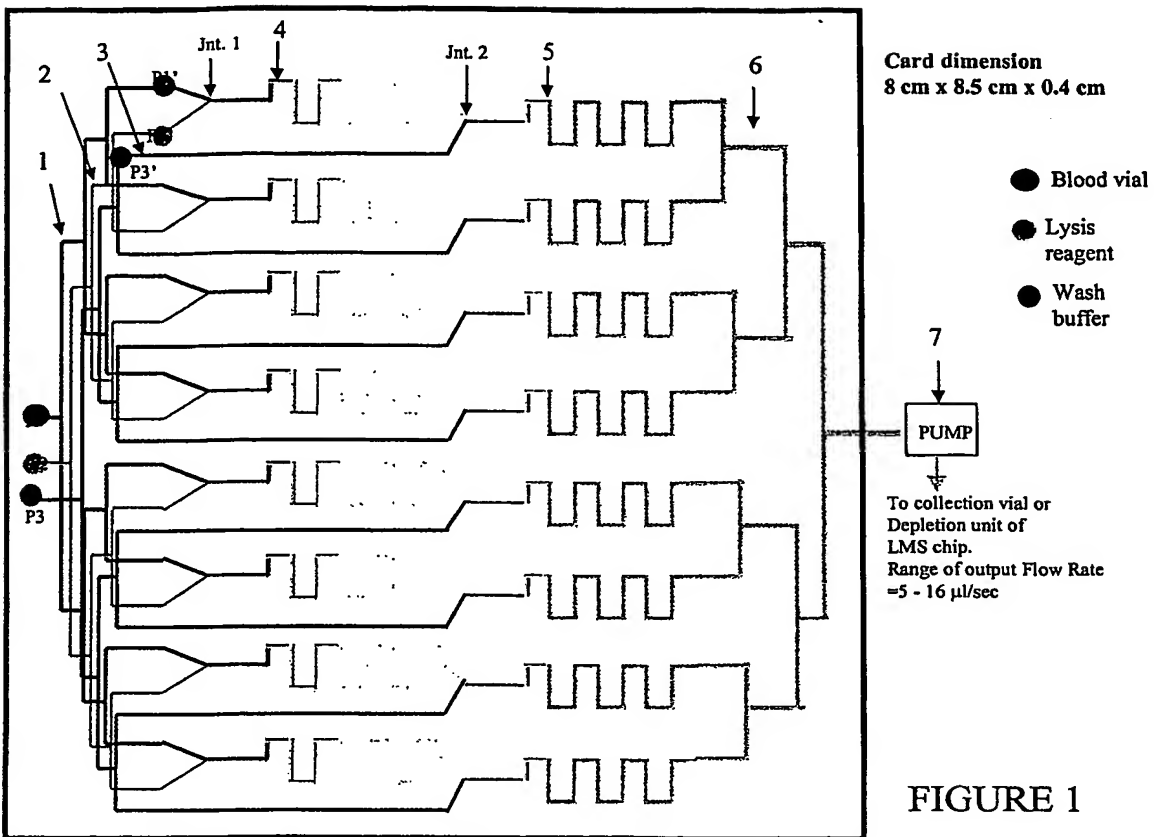 1
2
3
P1'
Jnt. 1
4
Jnt. 2
5
6
P3'
P3
Card dimension
8 cm x 8.5 cm x 0.4 cm
Blood vial
Lysis
reagent
Wash
buffer
7
PUMP
To collection vial or
Depletion unit of
LMS chip.
Range of output Flow Rate
=5 - 16 μl/sec
FIGURE 1